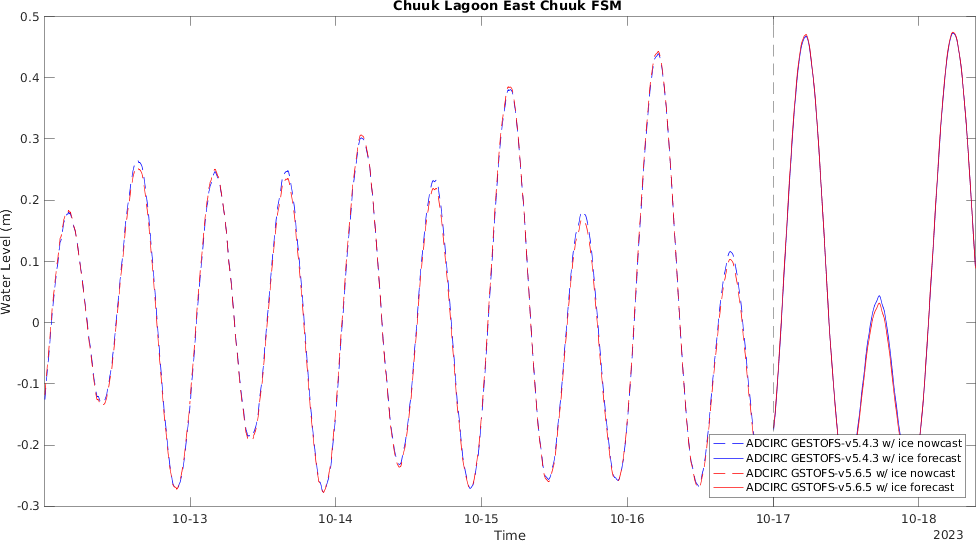 Chuuk Lagoon East Chuuk FSM
Water Level (m)
0.5
0.4
0.3
0.2
0.1
0
-0.1
-0.2
-0.3
ADCIRC GESTOFS-v5.4.3 w/ ice nowcast
ADCIRC GESTOFS-v5.4.3 w/ ice forecast
ADCIRC GSTOFS-v5.6.5 w/ ice nowcast
ADCIRC GSTOFS-v5.6.5 w/ ice forecast
10-13 10-14 10-15 10-16 10-17 10-18
Time
2023